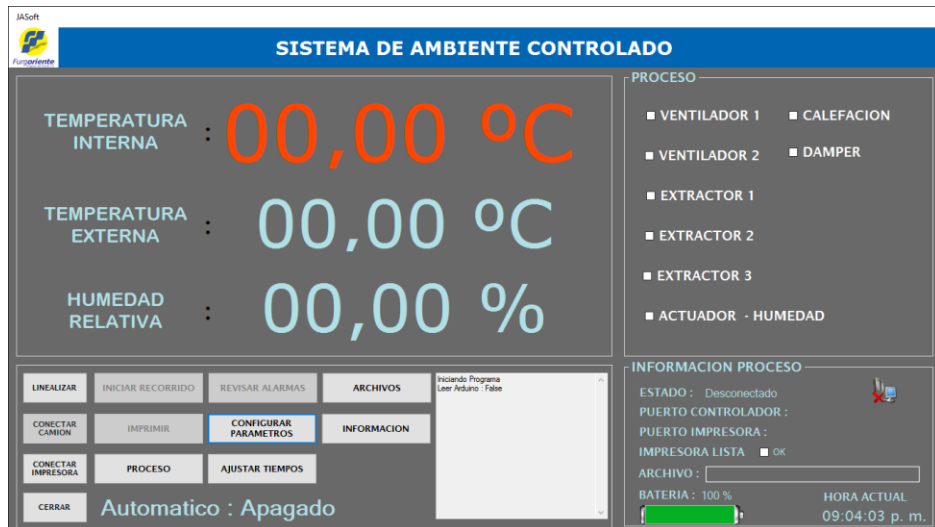 JASoft
Furgoriente
SISTEMA DE AMBIENTE CONTROLADO
TEMPERATURA
INTERNA
:
00,00 ºC
TEMPERATURA
EXTERNA
:
00,00 ºC
HUMEDAD
RELATIVA
:
00,00 %
PROCESO
VENTILADOR 1
CALEFACION
VENTILADOR 2
DAMPER
EXTRACTOR 1
EXTRACTOR 2
EXTRACTOR 3
ACTUADOR - HUMEDAD
LINEALIZAR
INICIAR RECORRIDO
REVISAR ALARMAS
ARCHIVOS
CONECTAR
CAMION
IMPRIMIR
CONFIGURAR
PARAMETROS
INFORMACION
CONECTAR
IMPRESORA
PROCESO
AJUSTAR TIEMPOS
CERRAR
Automatico : Apagado
Iniciando Programa
Leer Arduino : False
INFORMACION PROCESO
ESTADO : Desconectado
PUERTO CONTROLADOR :
PUERTO IMPRESORA :
IMPRESORA LISTA OK
ARCHIVO :
BATERIA : 100 %
HORA ACTUAL
09:04:03 p. m.